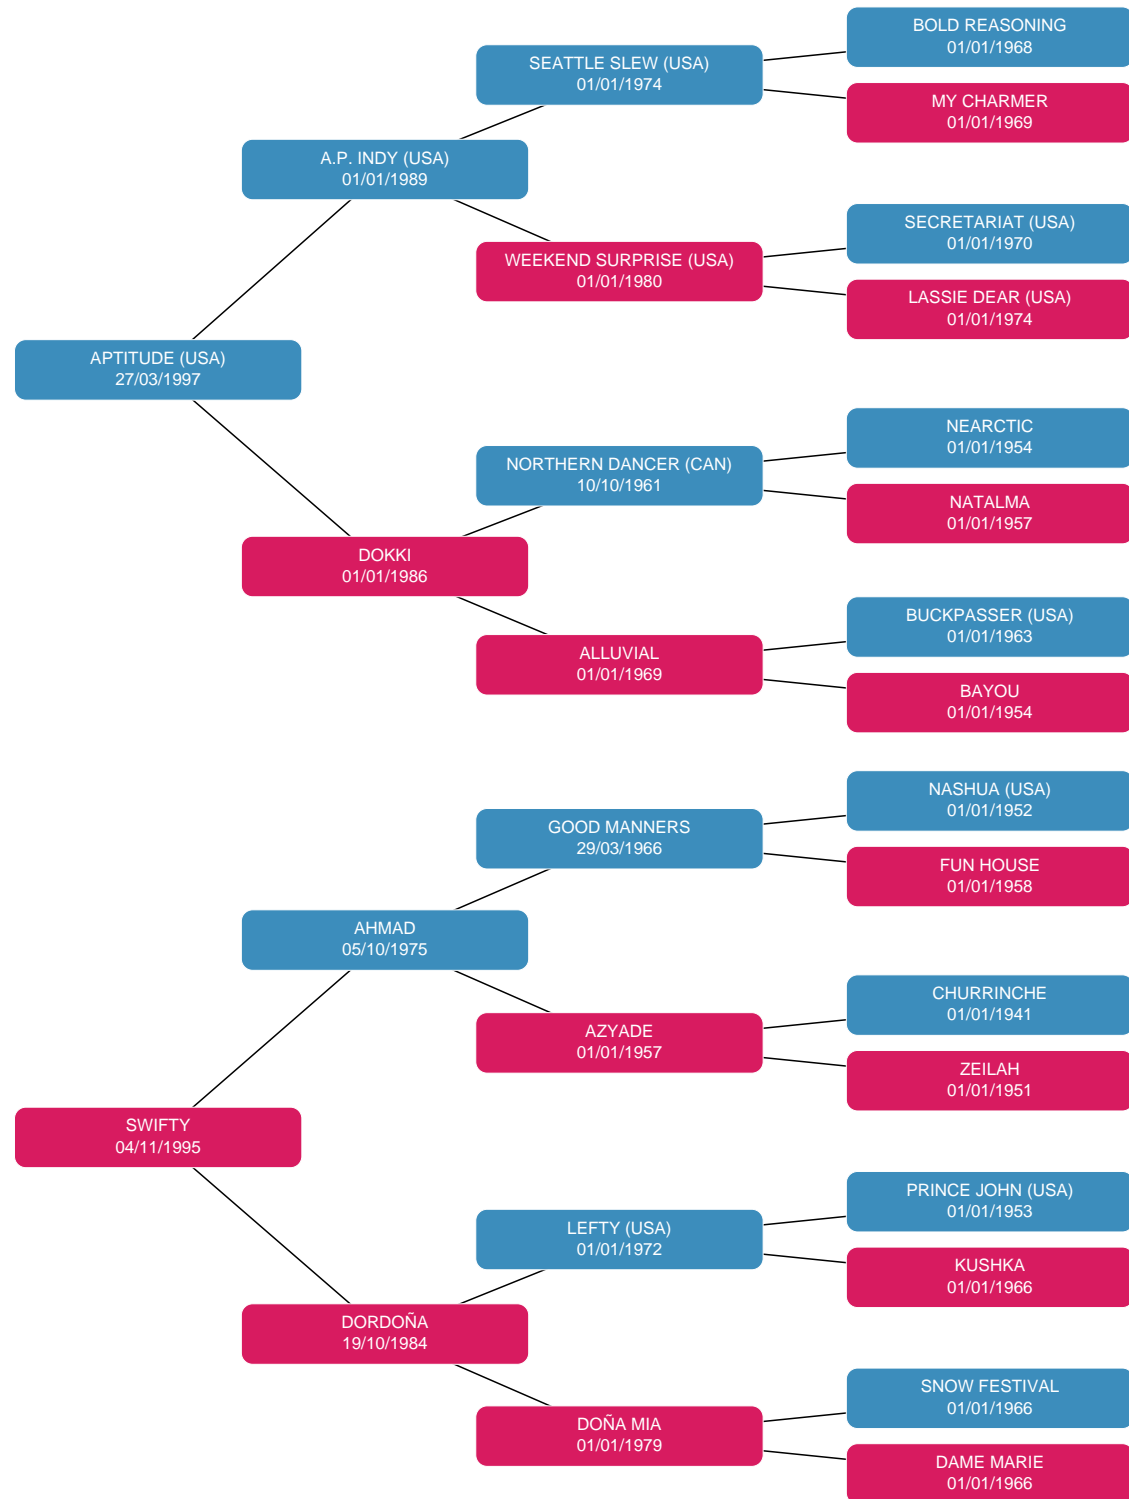 BOLD REASONING
01/01/1968
SEATTLE SLEW (USA)
01/01/1974
MY CHARMER
01/01/1969
A.P. INDY (USA)
01/01/1989
SECRETARIAT (USA)
01/01/1970
WEEKEND SURPRISE (USA)
01/01/1980
LASSIE DEAR (USA)
01/01/1974
APTITUDE (USA)
27/03/1997
NEARCTIC
01/01/1954
NORTHERN DANCER (CAN)
10/10/1961
NATALMA
01/01/1957
DOKKI
01/01/1986
BUCKPASSER (USA)
01/01/1963
ALLUVIAL
01/01/1969
BAYOU
01/01/1954
NASHUA (USA)
01/01/1952
GOOD MANNERS
29/03/1966
FUN HOUSE
01/01/1958
AHMAD
05/10/1975
CHURRINCHE
01/01/1941
AZYADE
01/01/1957
ZEILAH
01/01/1951
SWIFTY
04/11/1995
PRINCE JOHN (USA)
01/01/1953
LEFTY (USA)
01/01/1972
KUSHKA
01/01/1966
DORDOÑA
19/10/1984
SNOW FESTIVAL
01/01/1966
DOÑA MIA
01/01/1979
DAME MARIE
01/01/1966